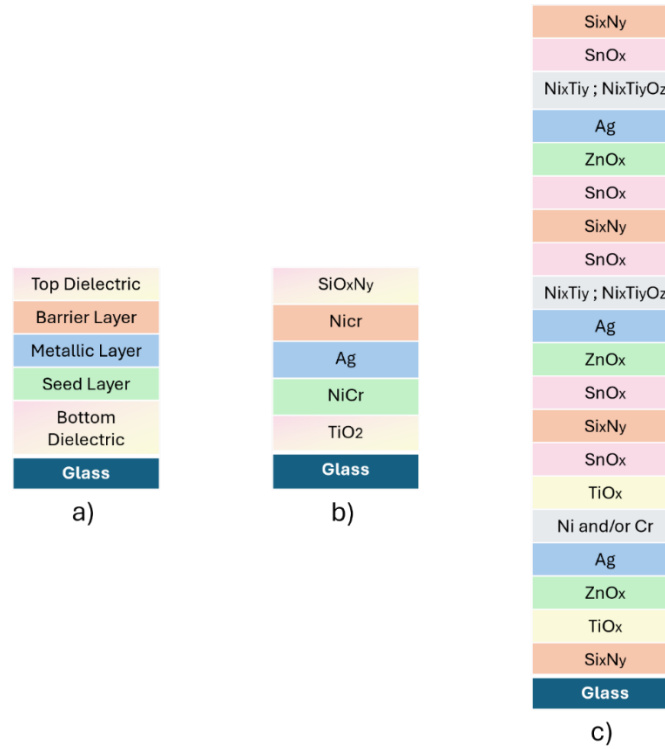 Top Dielectric
Barrier Layer
Metallic Layer
Seed Layer
Bottom
Dielectric
Glass
a)
SiOxNy
Nicr
Ag
NiCr
TiO2
Glass
b)
SixNy
SnOx
NixTiy ; NixTiyOz
Ag
ZnOx
SnOx
SixNy
SnOx
NixTiy ; NixTiyOz
Ag
ZnOx
SnOx
SixNy
SnOx
TiOx
Ni and/or Cr
Ag
ZnOx
TiOx
SixNy
Glass
c)